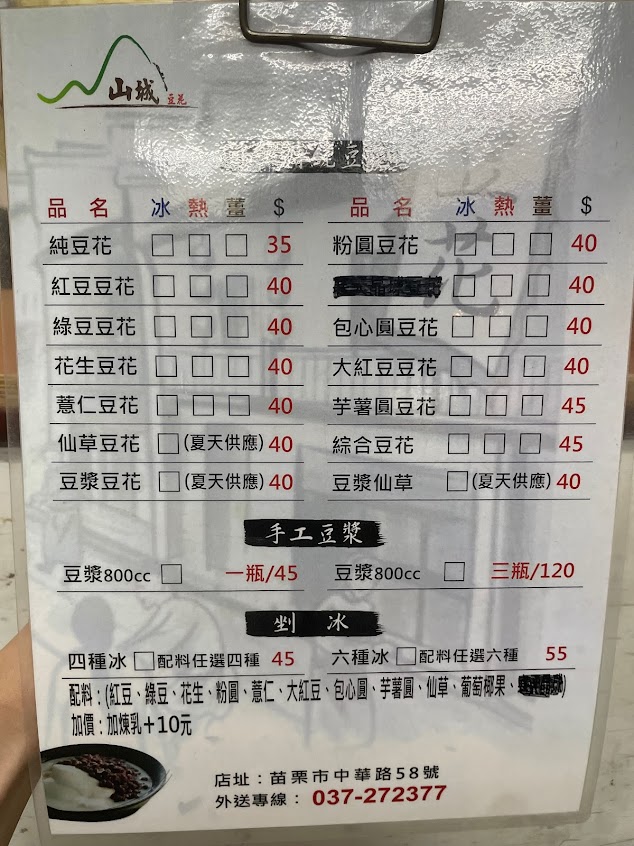 山城 豆花
豆
品名 冰 熱 薑 $ 品名 冰 熱 薑 $
純豆花 □ □ □ 35 粉圓豆花 □ □ □ 40
紅豆豆花 □ □ □ 40 □ □ □ 40
綠豆豆花 □ □ □ 40 包心圓豆花 □ □ □ 40
花生豆花 □ □ □ 40 大紅豆豆花 □ □ □ 40
薏仁豆花 □ □ □ 40 芋薯圓豆花 □ □ □ 45
仙草豆花 □(夏天供應) 40 綜合豆花 □ □ □ 45
豆漿豆花 □(夏天供應) 40 豆漿仙草 □(夏天供應) 40
手工豆漿
豆漿800cc □ 一瓶/45 豆漿800cc □ 三瓶/120
剉 冰
四種冰 □配料任選四種 45 六種冰 □配料任選六種 55
配料：(紅豆、綠豆、花生、粉圓、薏仁、大紅豆、包心圓、芋薯圓、仙草、葡萄椰果、)
加價：加煉乳＋10元
店址：苗栗市中華路58號
外送專線：037-272377